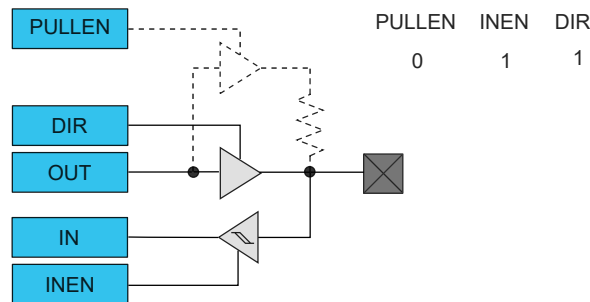 PULLEN
PULLEN INEN DIR
0 1 1
DIR
OUT
IN
INEN